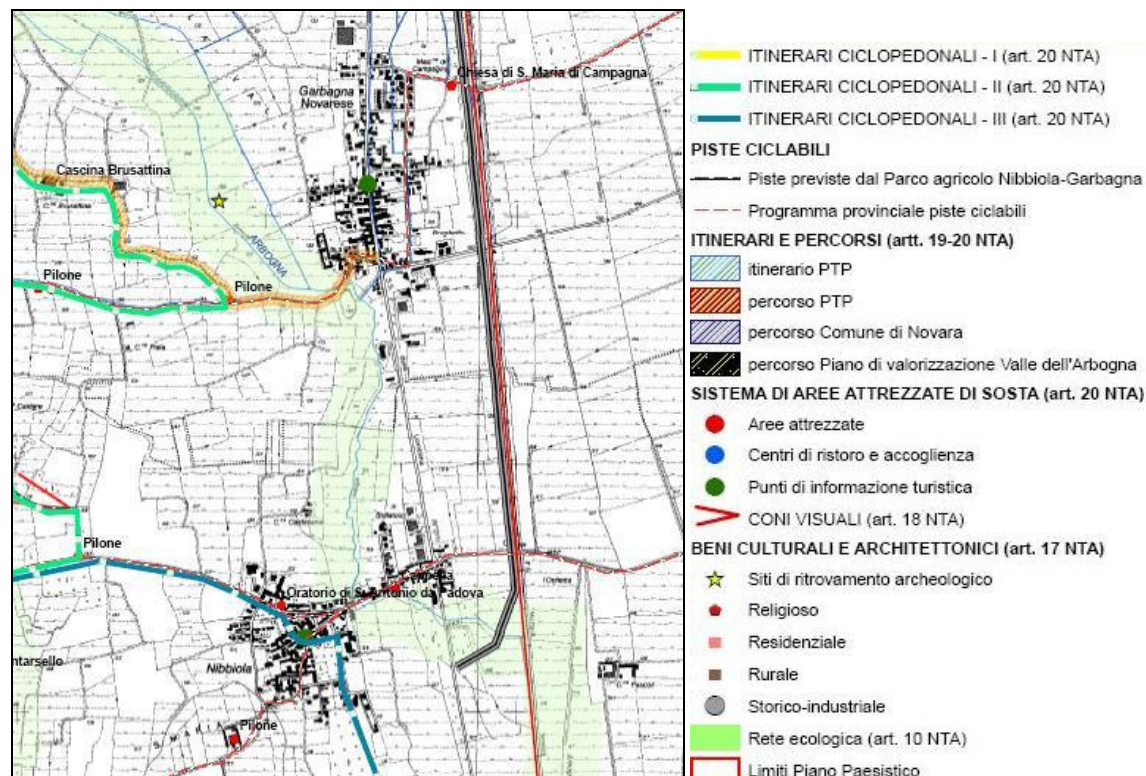 Garbagna
Novarese
Chiesa di S. Maria di Campagna
Cascina Brusattina
ARBOGNA
Pilone
Pilone
Pilone
Oratorio di S. Antonio da Padova
ntarsello
Nibbiola
Pilone
ITINERARI CICLOPEDONALI - I (art. 20 NTA)
ITINERARI CICLOPEDONALI - II (art. 20 NTA)
ITINERARI CICLOPEDONALI - III (art. 20 NTA)
PISTE CICLABILI
Piste previste dal Parco agricolo Nibbiola-Garbagna
Programma provinciale piste ciclabili
ITINERARI E PERCORSI (artt. 19-20 NTA)
itinerario PTP
percorso PTP
percorso Comune di Novara
percorso Piano di valorizzazione Valle dell'Arbogna
SISTEMA DI AREE ATTREZZATE DI SOSTA (art. 20 NTA)
Aree attrezzate
Centri di ristoro e accoglienza
Punti di informazione turistica
CONI VISUALI (art. 18 NTA)
BENI CULTURALI E ARCHITETTONICI (art. 17 NTA)
Siti di ritrovamento archeologico
Religioso
Residenziale
Rurale
Storico-industriale
Rete ecologica (art. 10 NTA)
Limiti Piano Paesistico